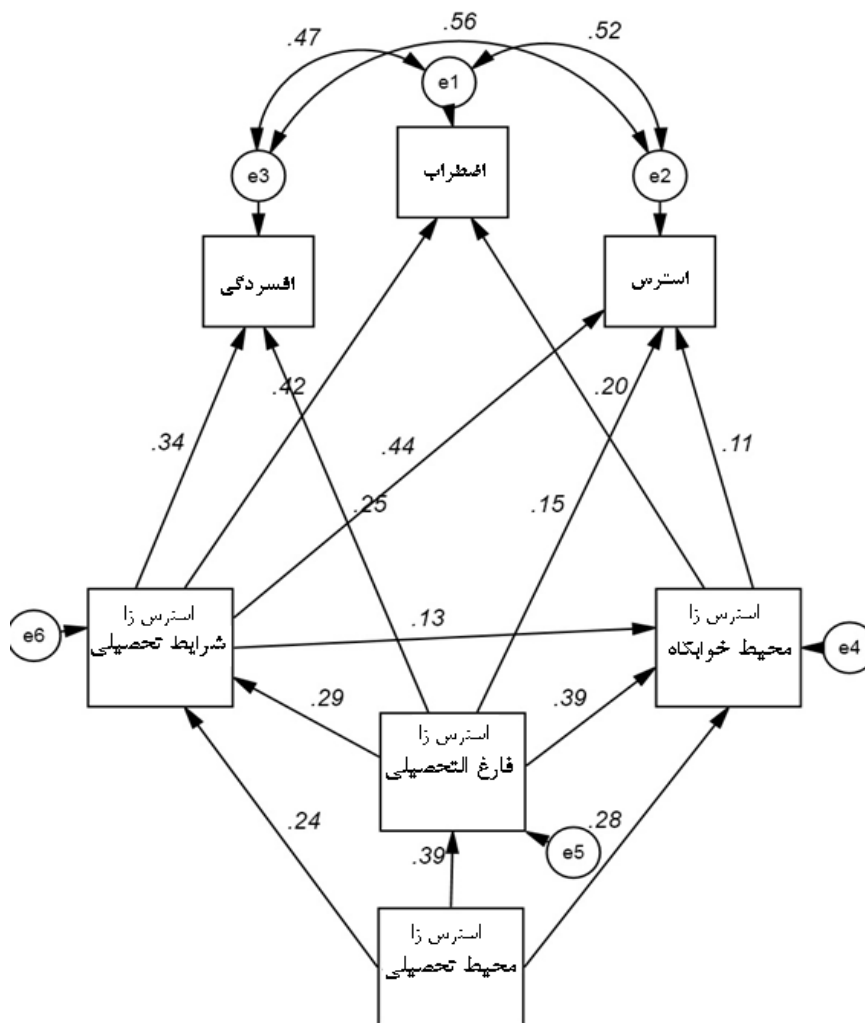 .47
.56
.52
e1
e3
اضطراب
e2
افسردگی
استرس
.42
.20
.34
.44
.11
.25
.15
استرس زا
شرایط تحصیلی
e6
استرس زا
محیط خوابگاه
e4
.13
.29
.39
استرس زا
فارغ التحصیلی
.24
.28
.39
e5
استرس زا
محیط تحصیلی